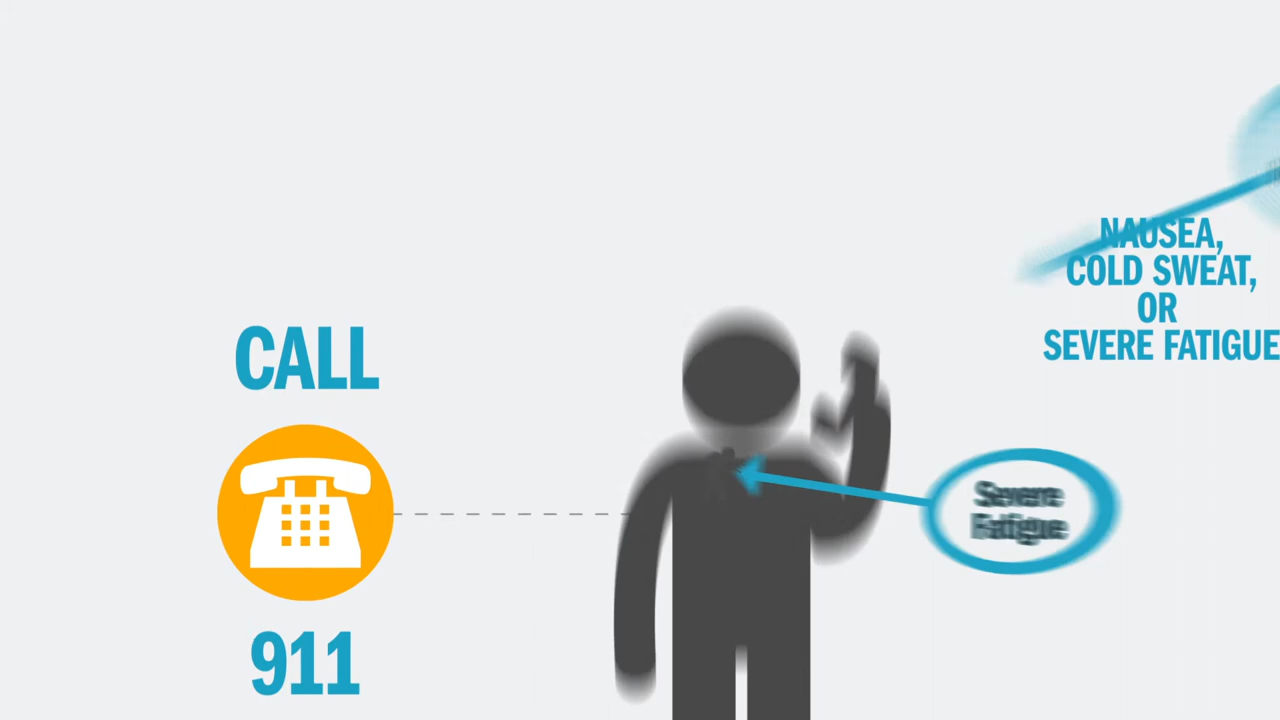 CALL
911
NAUSEA,
COLD SWEAT,
OR
SEVERE FATIGUE
Severe
Fatigue